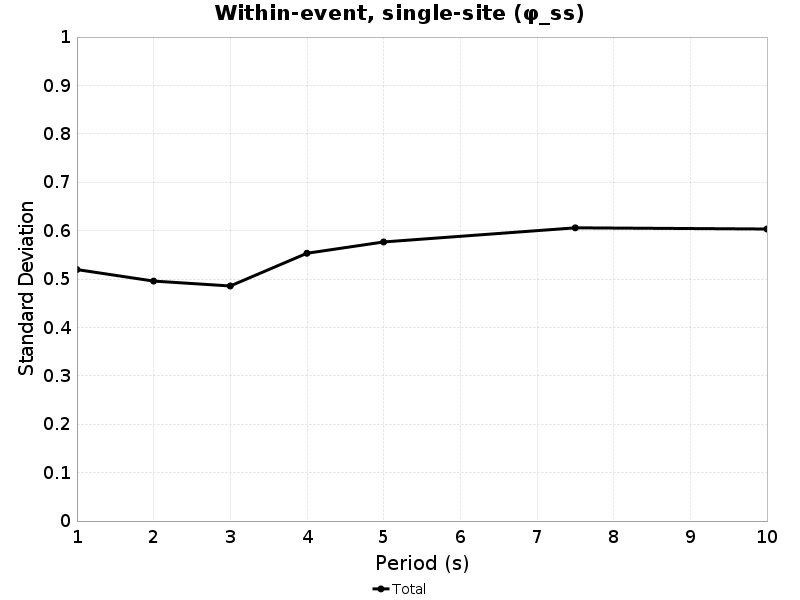 Within-event, single-site (φ_ss)
1
0.9
0.8
0.7
0.6
0.5
0.4
0.3
0.2
0.1
0
Standard Deviation
1 2 3 4 5 6 7 8 9 10
Period (s)
Total